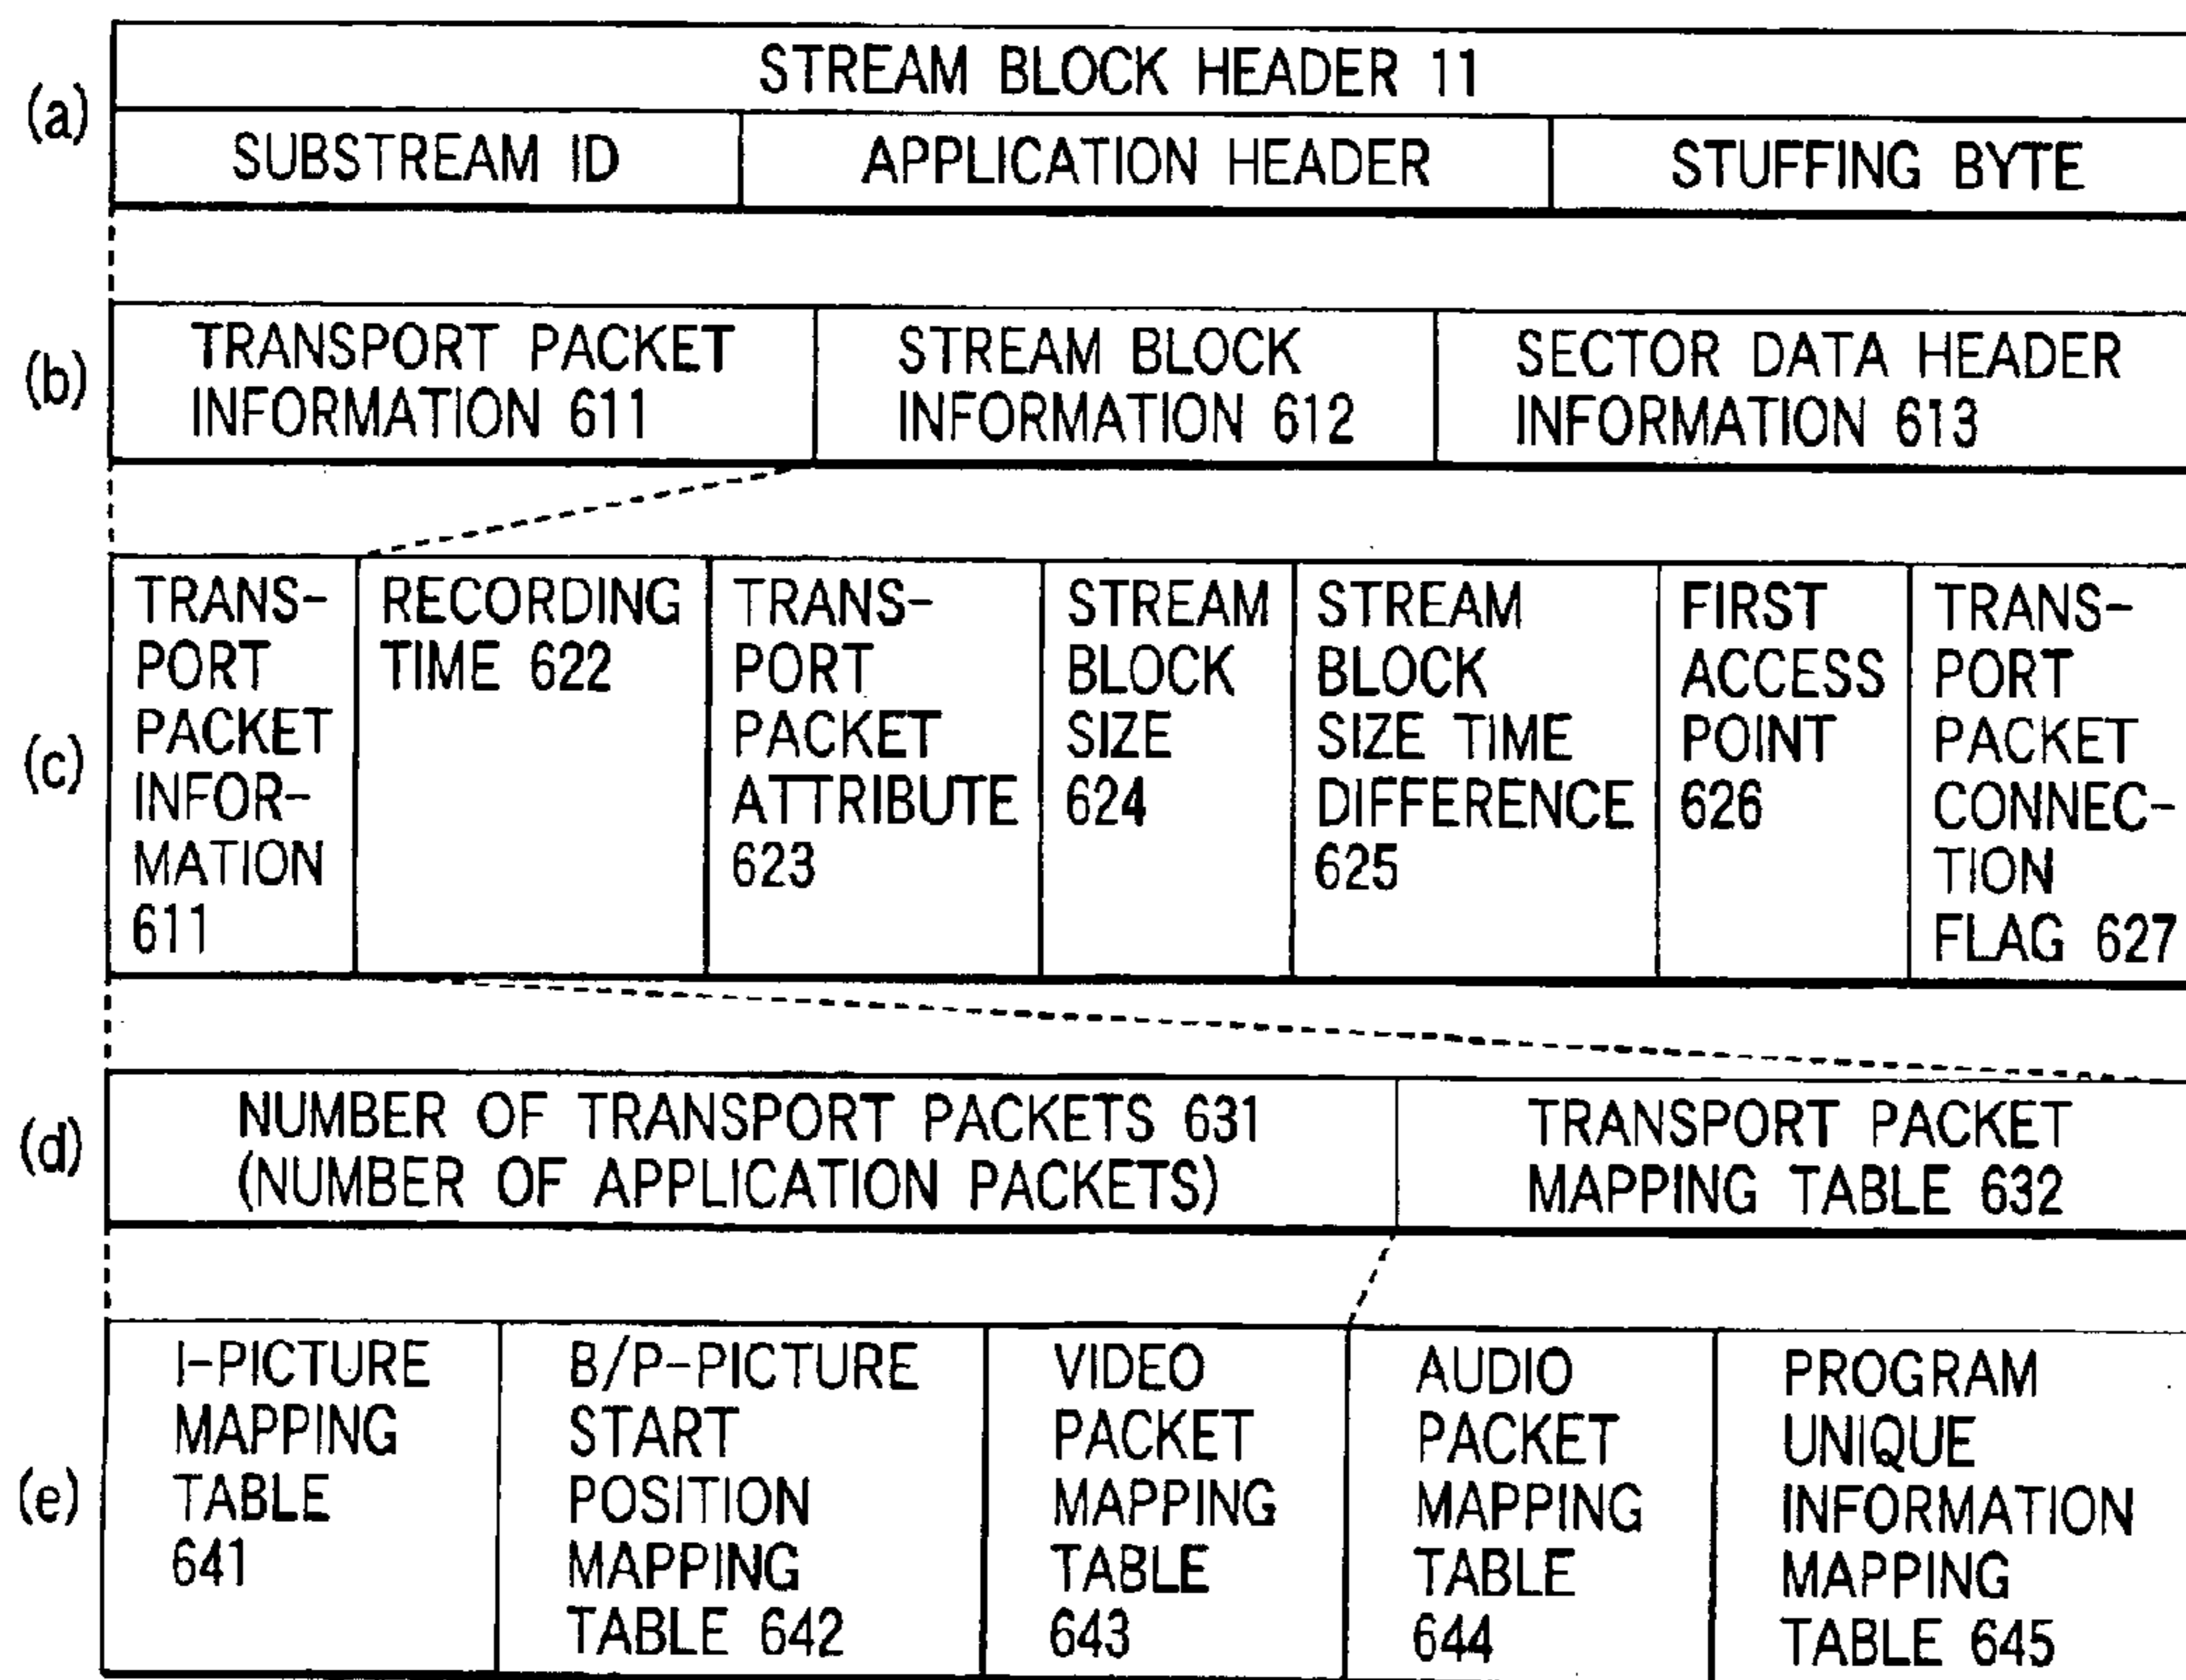 (a)
STREAM BLOCK HEADER 11
SUBSTREAM ID
APPLICATION HEADER
STUFFING BYTE
(b)
TRANSPORT PACKET
INFORMATION 611
STREAM BLOCK
INFORMATION 612
SECTOR DATA HEADER
INFORMATION 613
(c)
TRANS-
PORT
PACKET
INFOR-
MATION
611
RECORDING
TIME 622
TRANS-
PORT
PACKET
ATTRIBUTE
623
STREAM
BLOCK
SIZE
624
STREAM
BLOCK
SIZE TIME
DIFFERENCE
625
FIRST
ACCESS
POINT
626
TRANS-
PORT
PACKET
CONNEC-
TION
FLAG 627
(d)
NUMBER OF TRANSPORT PACKETS 631
(NUMBER OF APPLICATION PACKETS)
TRANSPORT PACKET
MAPPING TABLE 632
(e)
I-PICTURE
MAPPING
TABLE
641
B/P-PICTURE
START
POSITION
MAPPING
TABLE 642
VIDEO
PACKET
MAPPING
TABLE
643
AUDIO
PACKET
MAPPING
TABLE
644
PROGRAM
UNIQUE
INFORMATION
MAPPING
TABLE 645